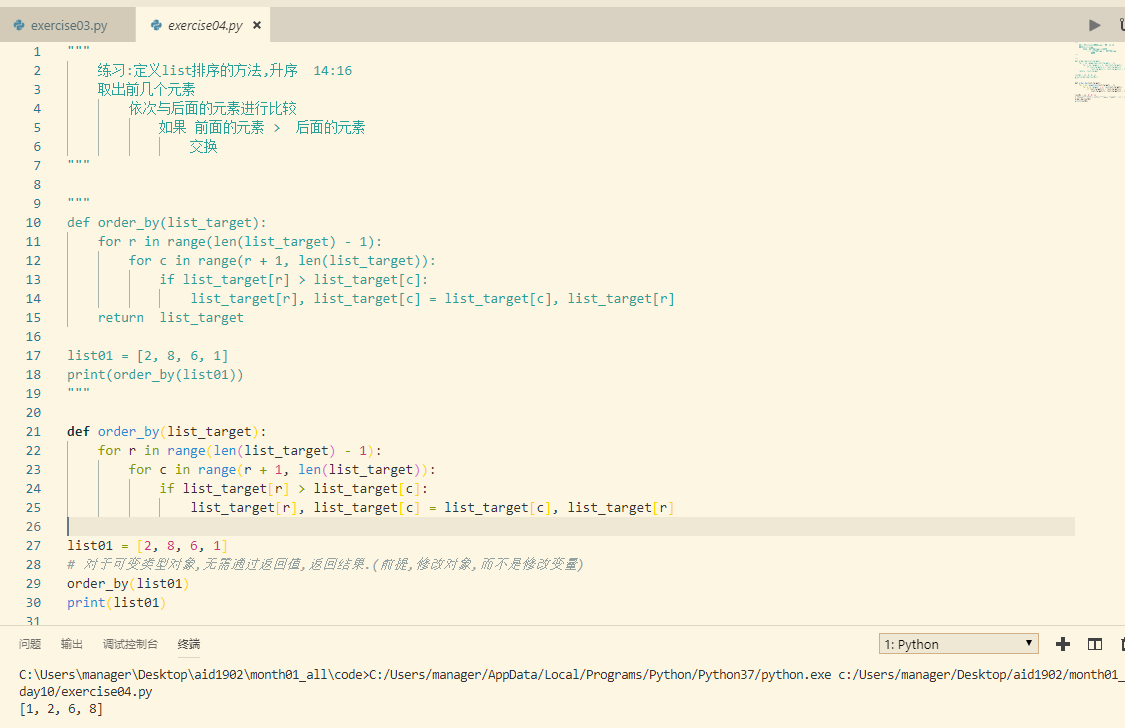 exercise03.py exercise04.py ×
1 """
2 练习:定义list排序的方法,升序  14:16
3 取出前几个元素
4 依次与后面的元素进行比较
5 如果 前面的元素 >  后面的元素
6 交换
7 """
8
9 """
10 def order_by(list_target):
11     for r in range(len(list_target) - 1):
12         for c in range(r + 1, len(list_target)):
13             if list_target[r] > list_target[c]:
14                 list_target[r], list_target[c] = list_target[c], list_target[r]
15     return  list_target
16
17 list01 = [2, 8, 6, 1]
18 print(order_by(list01))
19 """
20
21 def order_by(list_target):
22     for r in range(len(list_target) - 1):
23         for c in range(r + 1, len(list_target)):
24             if list_target[r] > list_target[c]:
25                 list_target[r], list_target[c] = list_target[c], list_target[r]
26
27 list01 = [2, 8, 6, 1]
28 # 对于可变类型对象,无需通过返回值,返回结果.(前提,修改对象,而不是修改变量)
29 order_by(list01)
30 print(list01)
31
问题 输出 调试控制台 终端 1: Python
C:\Users\manager\Desktop\aid1902\month01_all\code>C:/Users/manager/AppData/Local/Programs/Python/Python37/python.exe c:/Users/manager/Desktop/aid1902/month01_
day10/exercise04.py
[1, 2, 6, 8]